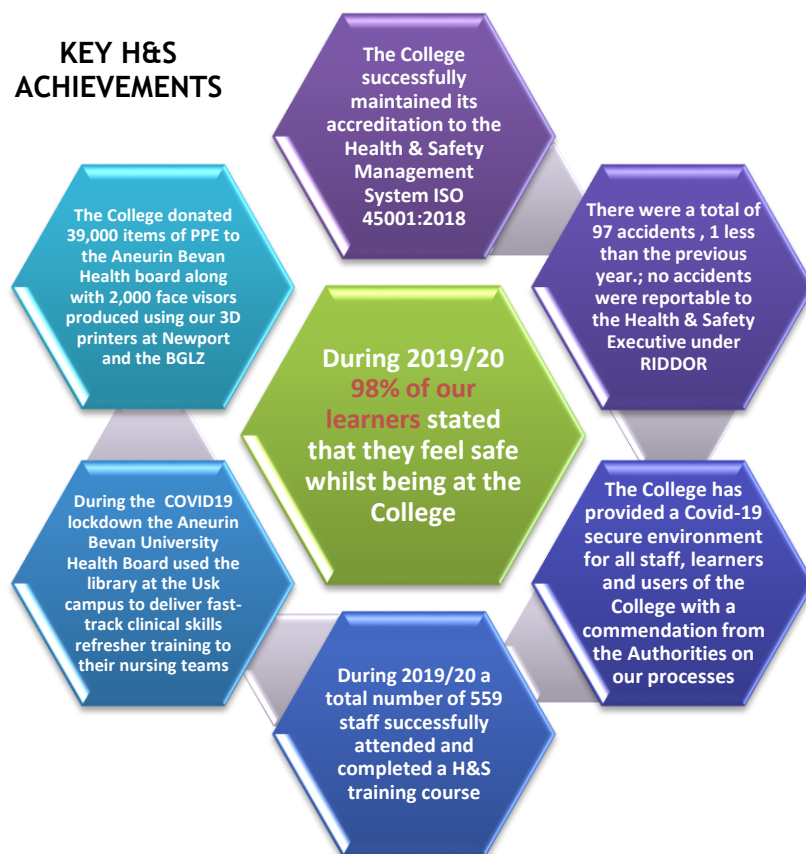 KEY H&S
ACHIEVEMENTS
The College
successfully
maintained its
accreditation to the
Health & Safety
Management
System ISO
45001:2018
There were a total of
97 accidents , 1 less
than the previous
year.; no accidents
were reportable to
the Health & Safety
Executive under
RIDDOR
The College has
provided a Covid-19
secure environment
for all staff, learners
and users of the
College with a
commendation from
the Authorities on
our processes
During 2019/20 a
total number of 559
staff successfully
attended and
completed a H&S
training course
During the COVID19
lockdown the Aneurin
Bevan University
Health Board used the
library at the Usk
campus to deliver fast-
track clinical skills
refresher training to
their nursing teams
The College donated
39,000 items of PPE to
the Aneurin Bevan
Health board along
with 2,000 face visors
produced using our 3D
printers at Newport
and the BGLZ
During 2019/20
98% of our
learners stated
that they feel safe
whilst being at the
College